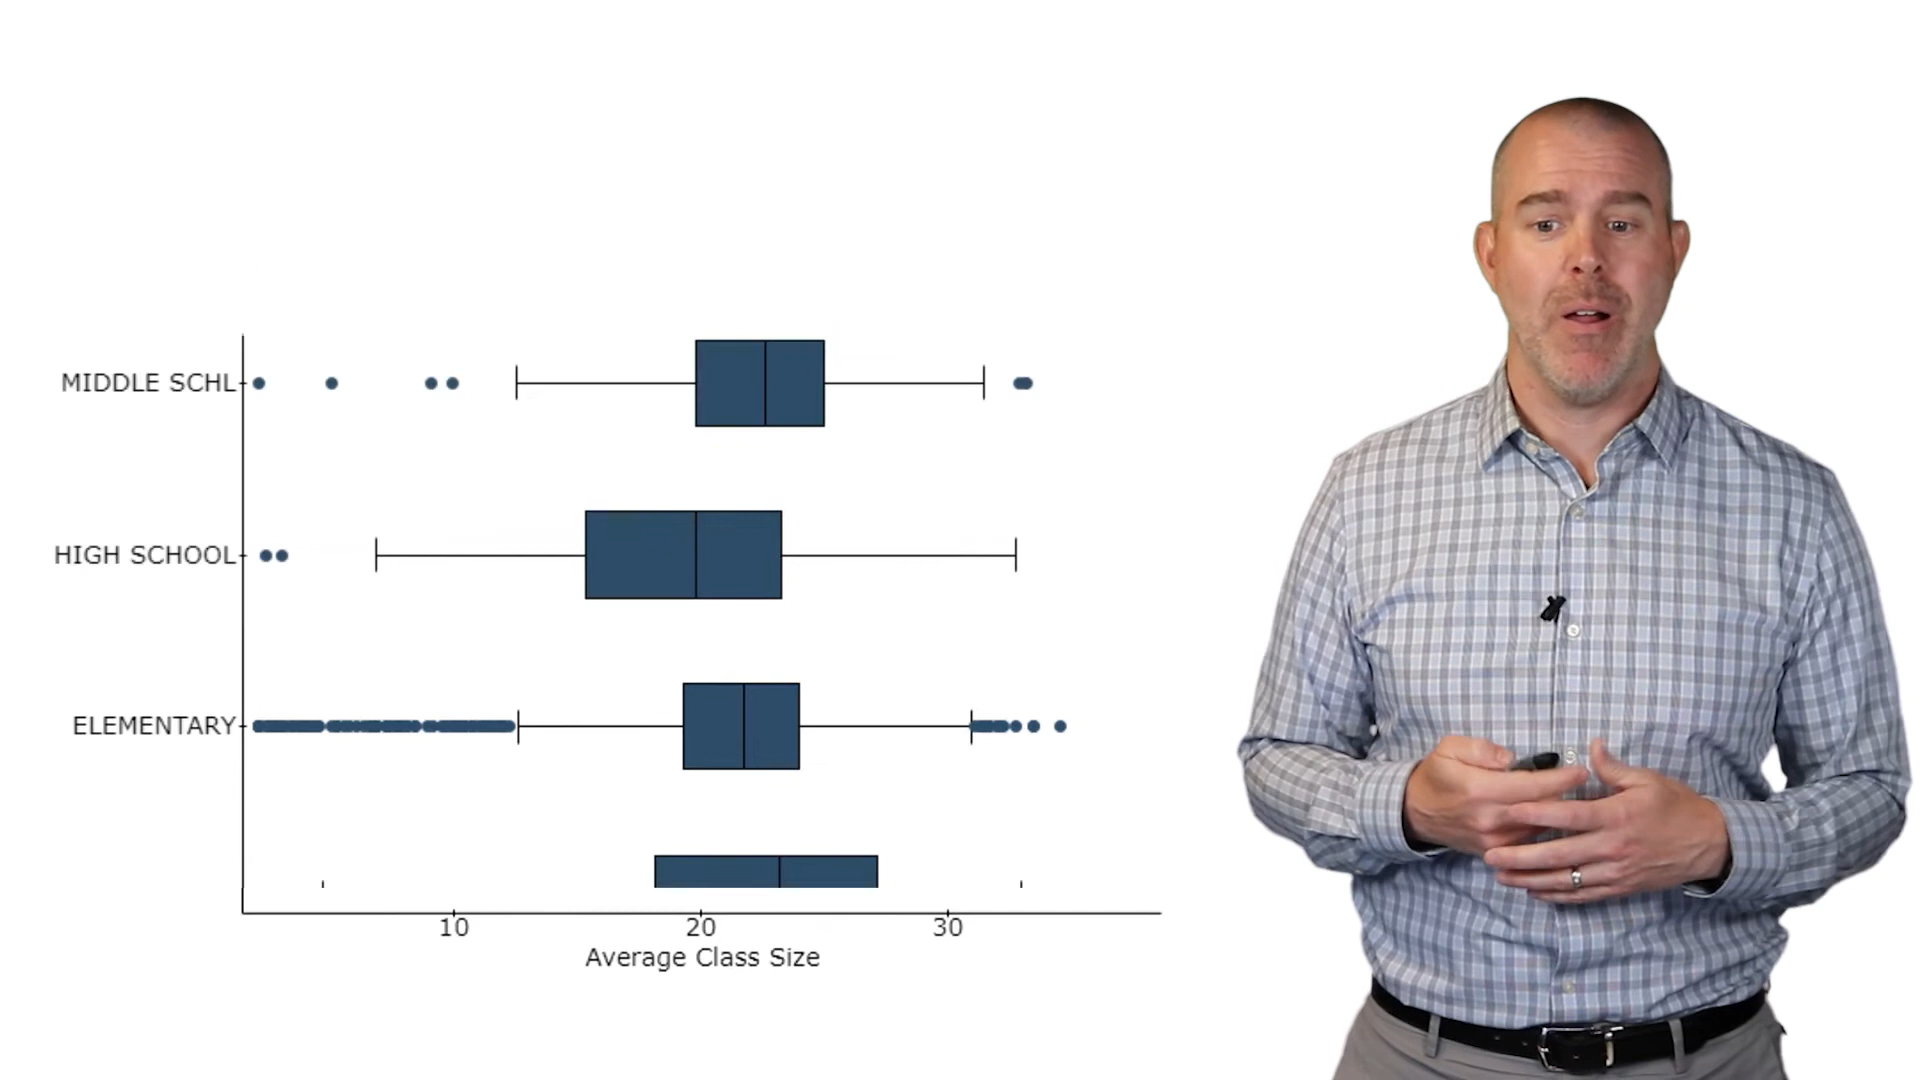 MIDDLE SCHL
HIGH SCHOOL
ELEMENTARY
10 20 30
Average Class Size